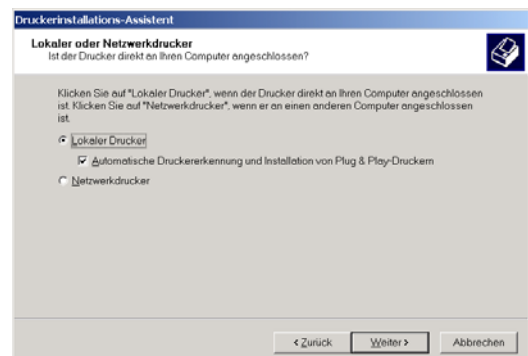 Druckerinstallations-Assistent
Lokaler oder Netzwerkdrucker
Ist der Drucker direkt an Ihren Computer angeschlossen?
Klicken Sie auf "Lokaler Drucker", wenn der Drucker direkt an Ihren Computer angeschlossen
ist. Klicken Sie auf "Netzwerkdrucker", wenn er an einen anderen Computer angeschlossen
ist.
Lokaler Drucker
Automatische Druckererkennung und Installation von Plug & Play-Druckern
Netzwerkdrucker
< Zurück Weiter > Abbrechen